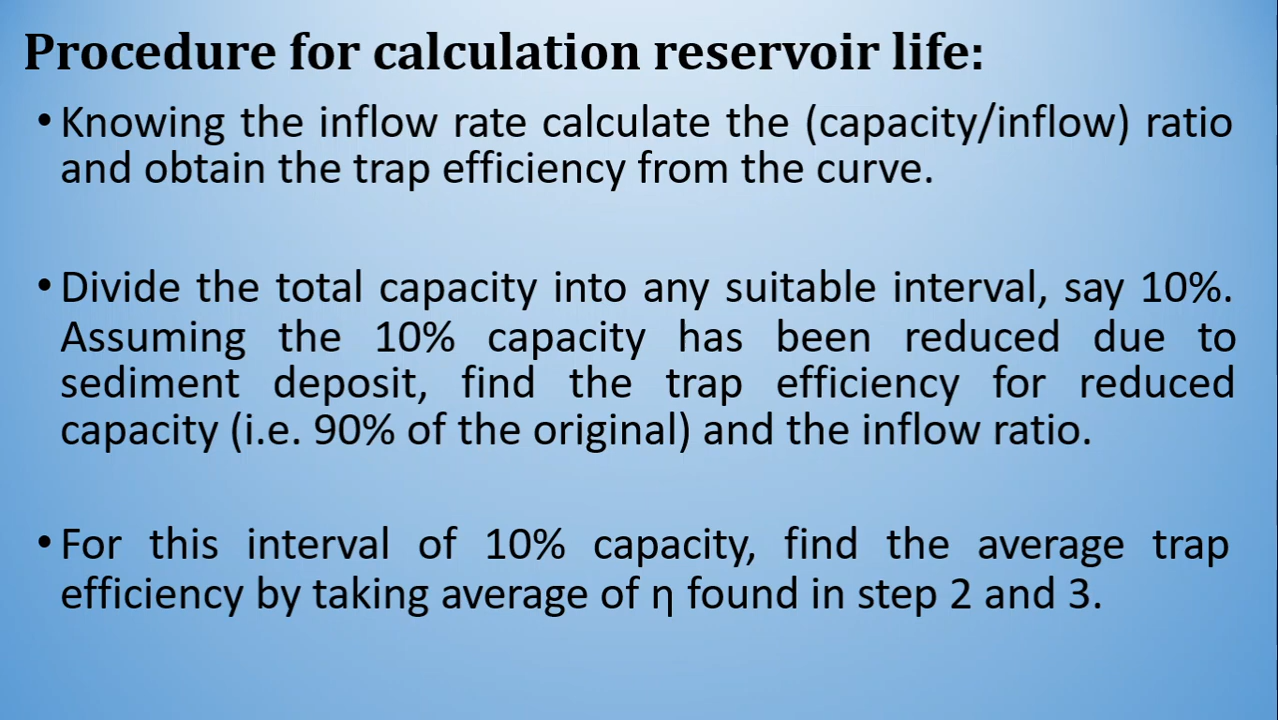 Procedure for calculation reservoir life:
• Knowing the inflow rate calculate the (capacity/inflow) ratio
and obtain the trap efficiency from the curve.
• Divide the total capacity into any suitable interval, say 10%.
Assuming the 10% capacity has been reduced due to
sediment deposit, find the trap efficiency for reduced
capacity (i.e. 90% of the original) and the inflow ratio.
• For this interval of 10% capacity, find the average trap
efficiency by taking average of η found in step 2 and 3.